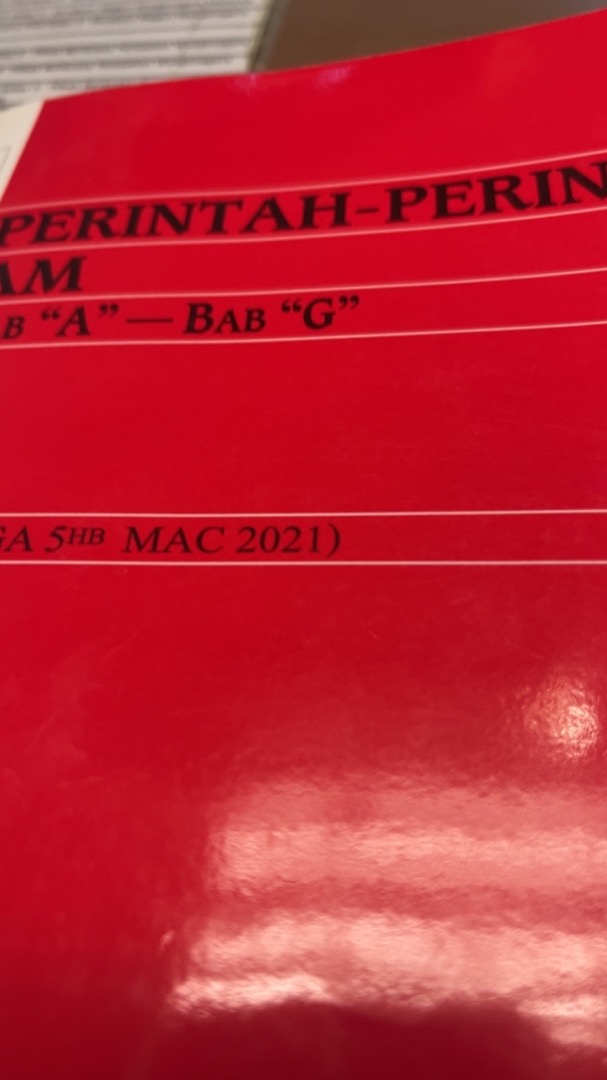 PERINTAH-PERIN
AM
B "A" — BAB "G"
GA 5HB MAC 2021)